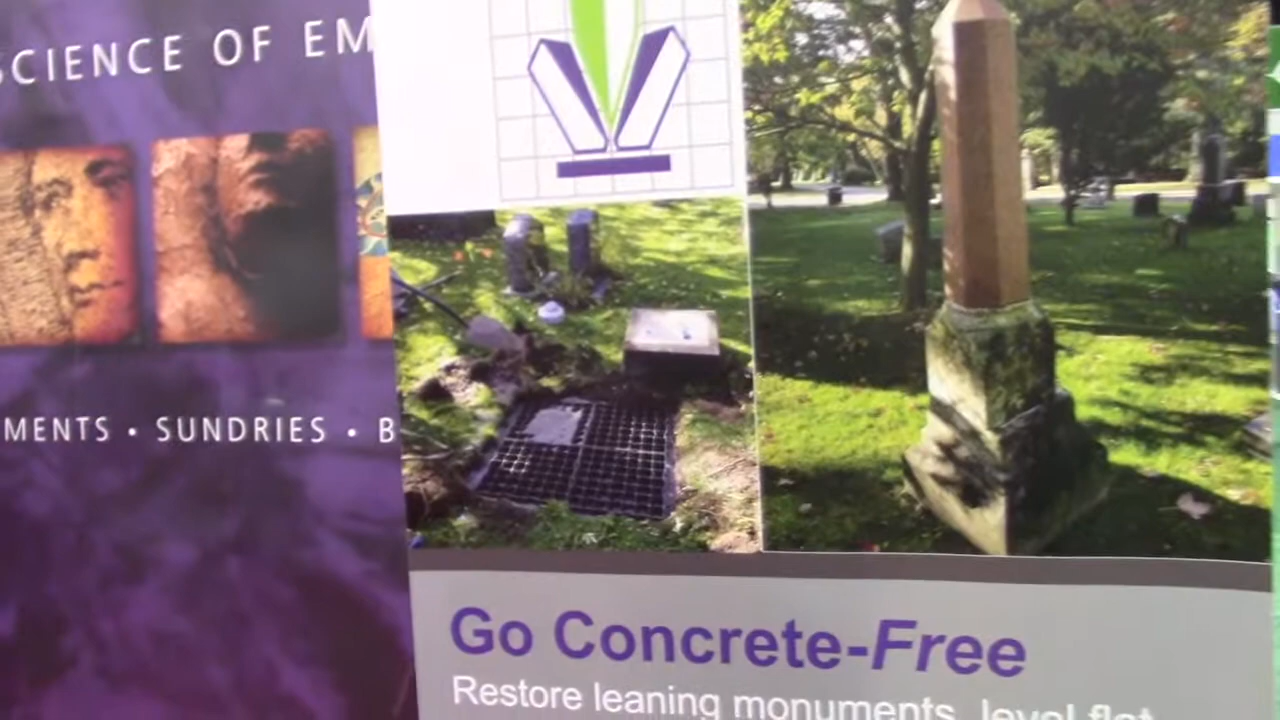 SCIENCE OF EM
MENTS • SUNDRIES • B
Go Concrete-Free
Restore leaning monuments, level flat